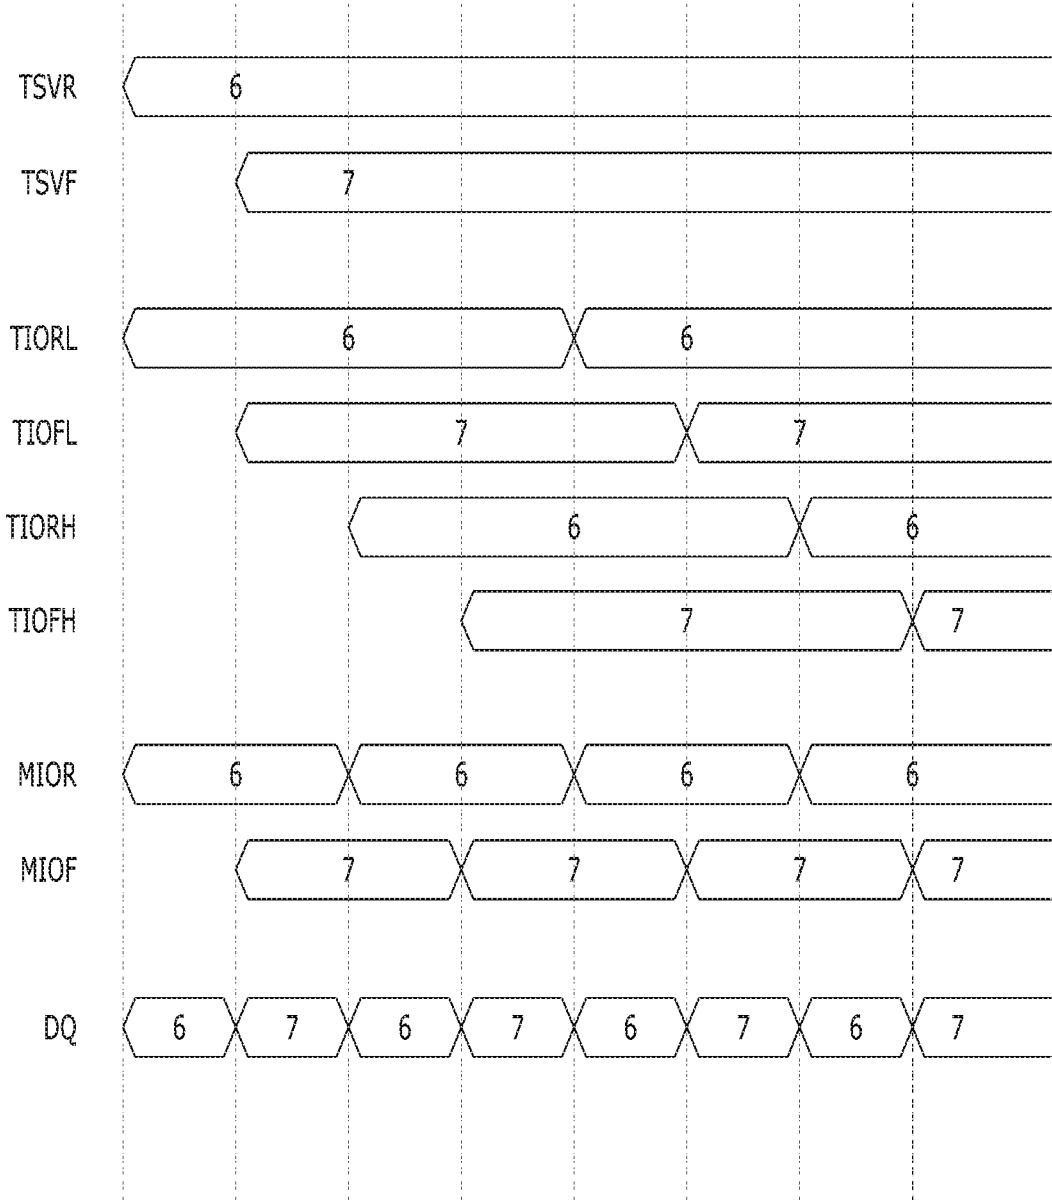 TSVR 6
TSVF 7
TIORL 6 6
TIOFL 7 7
TIORH 6 6
TIOFH 7 7
MIOR 6 6 6 6
MIOF 7 7 7 7
DQ 6 7 6 7 6 7 6 7